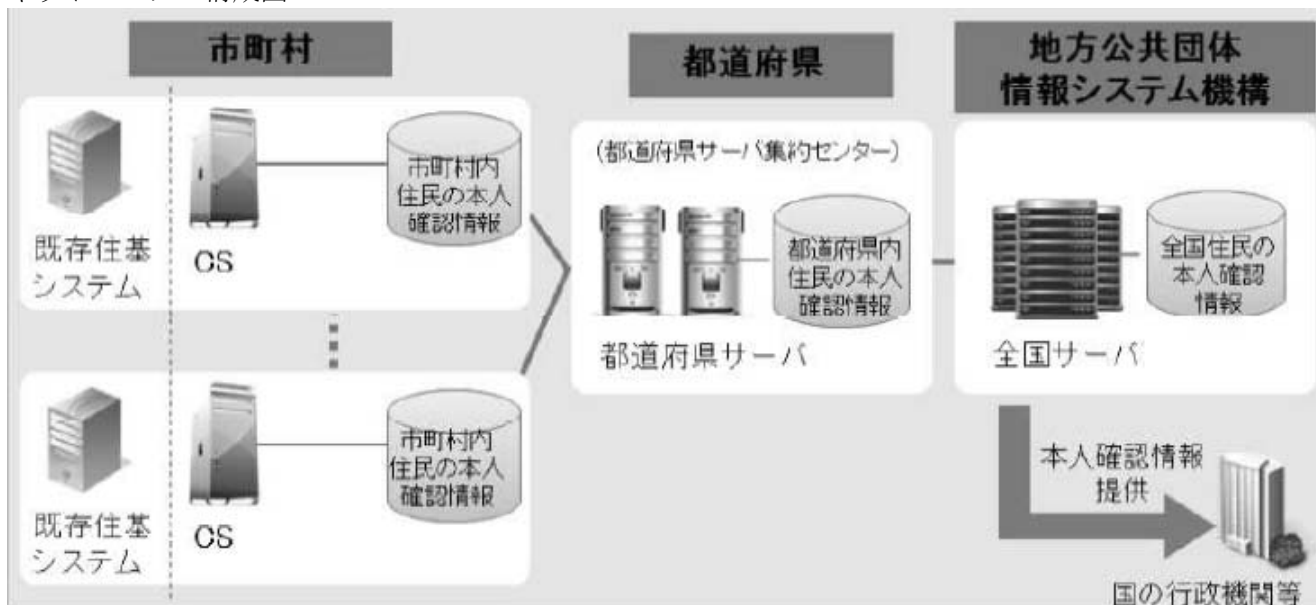 市町村
既存住基
システム
CS
市町村内
住民の本人
確認情報
既存住基
システム
CS
市町村内
住民の本人
確認情報
都道府県
(都道府県サーバ集約センター)
都道府県内
住民の本人
確認情報
都道府県サーバ
地方公共団体
情報システム機構
全国住民の
本人確認
情報
全国サーバ
本人確認情報
提供
国の行政機関等